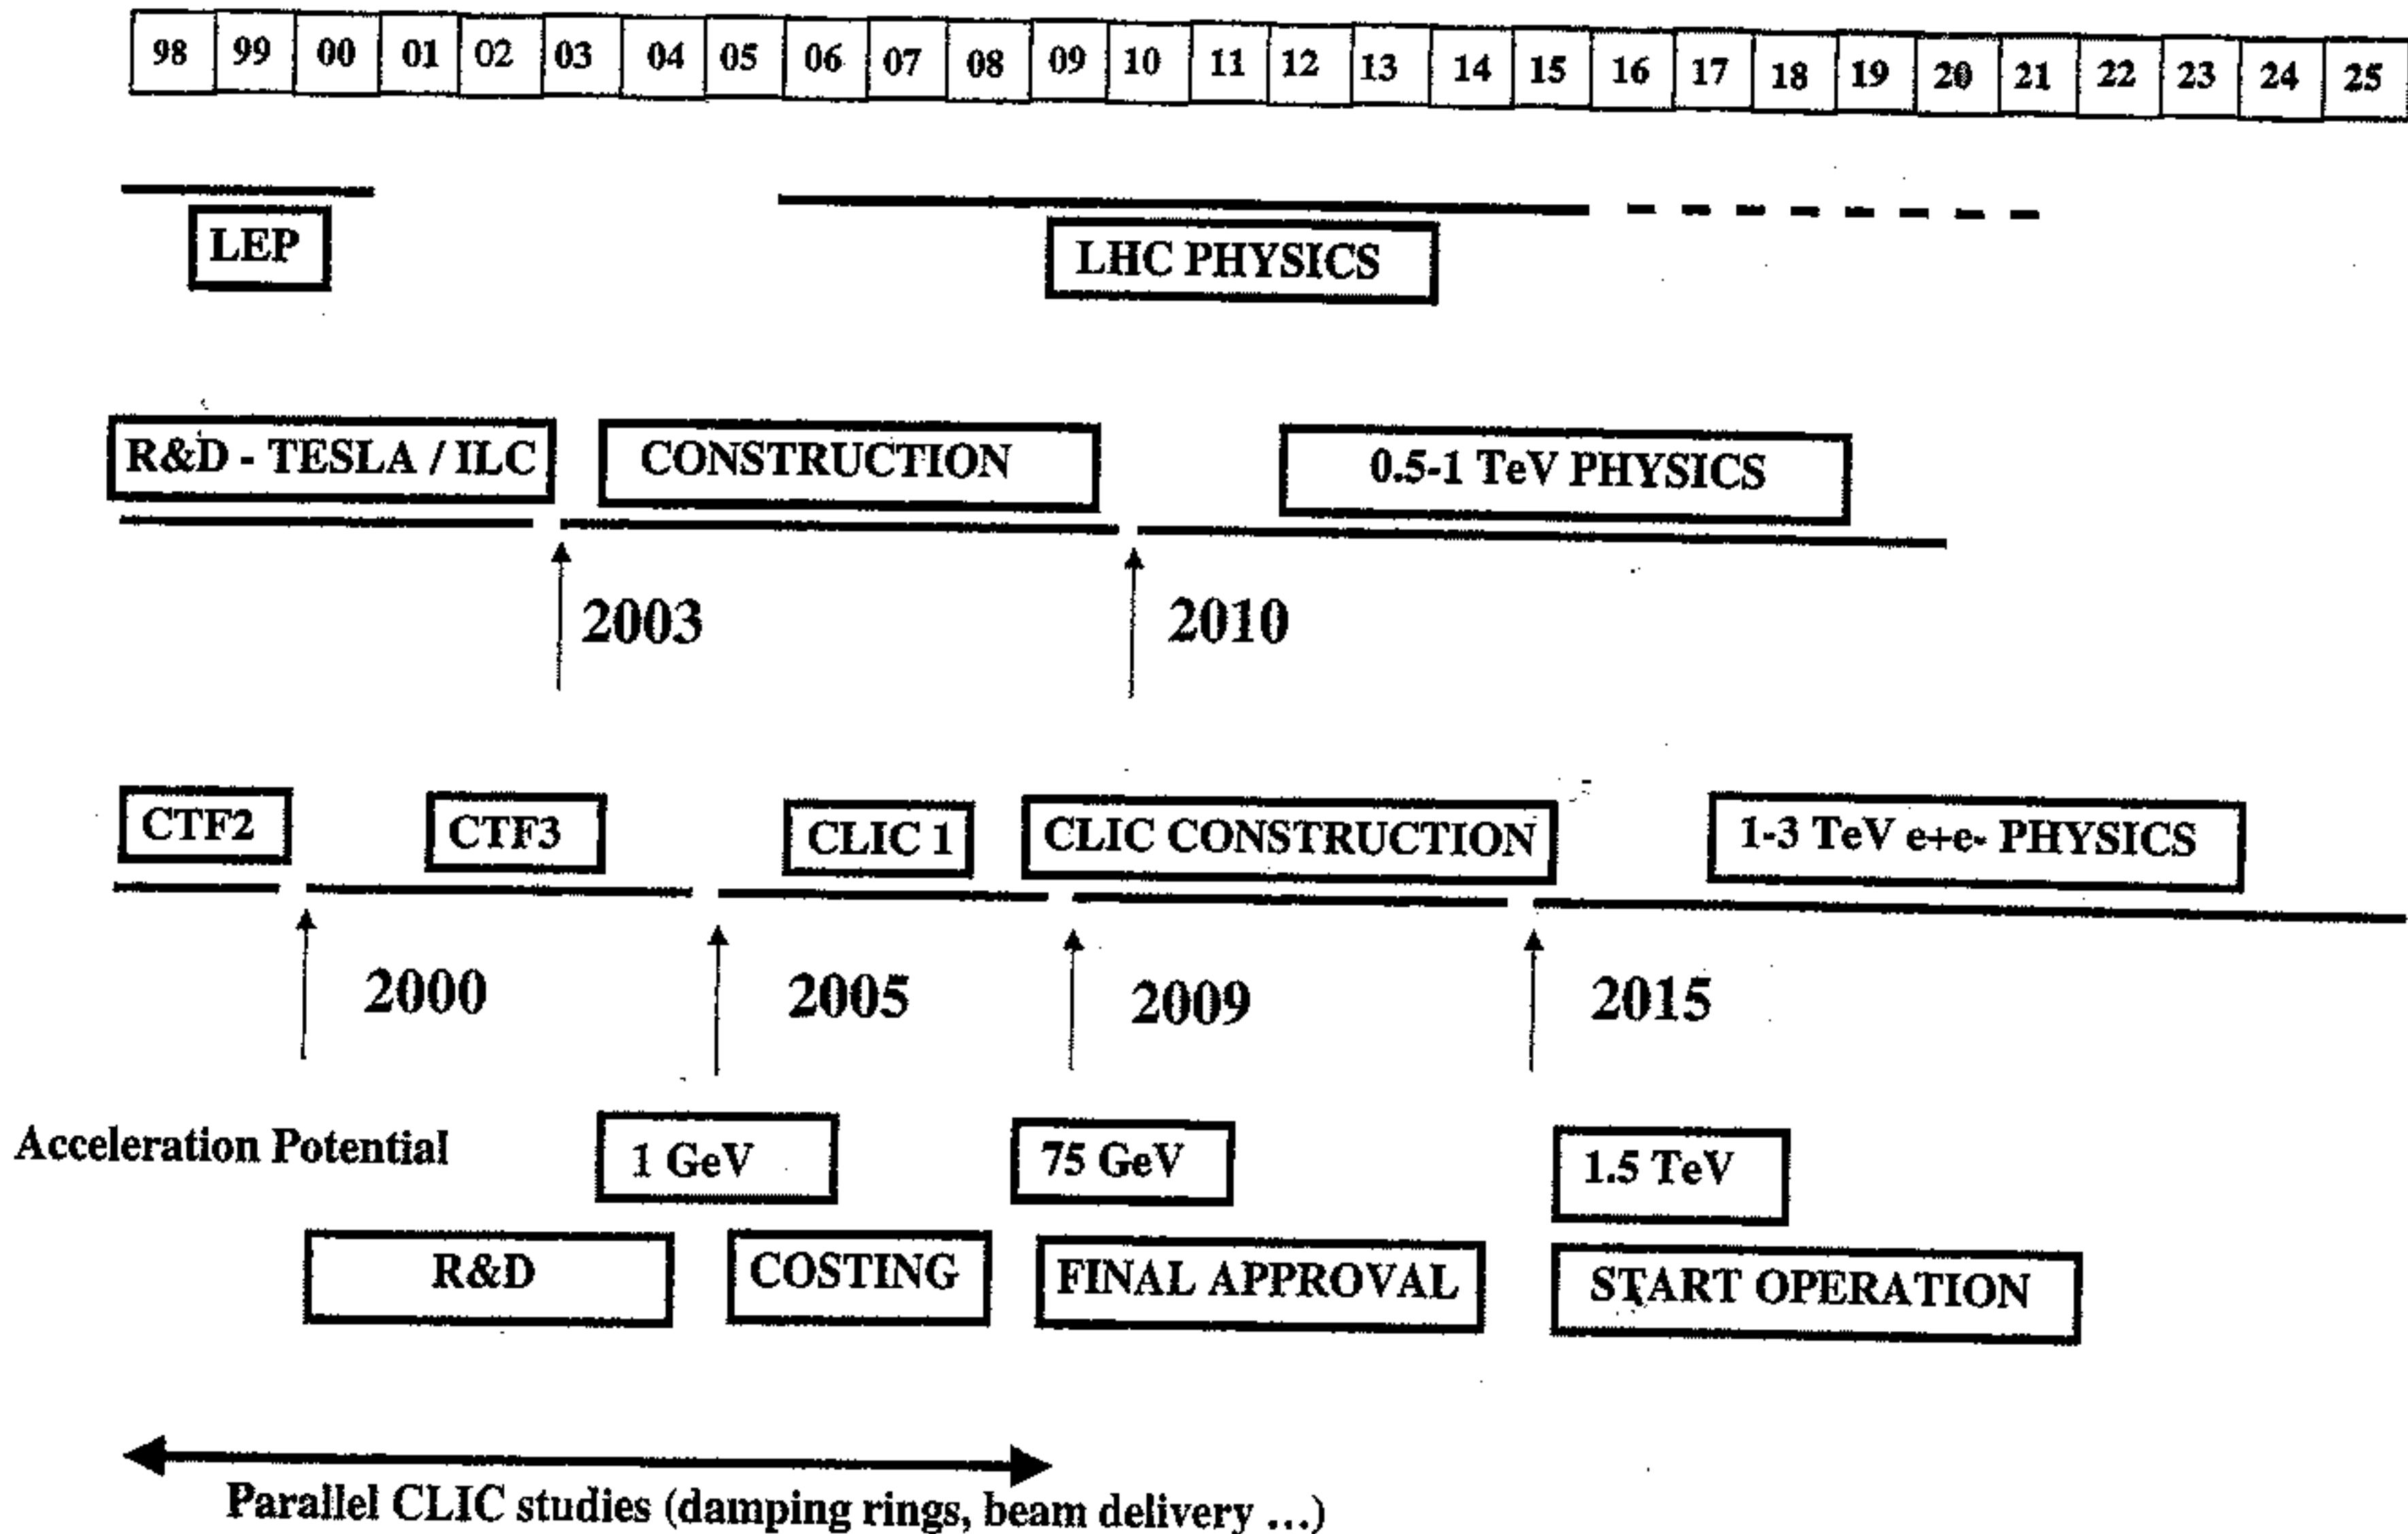 98 99 00 01 02 03 04 05 06 07 08 09 10 11 12 13 14 15 16 17 18 19 20 21 22 23 24 25
LEP
LHC PHYSICS
R&D - TESLA / ILC
CONSTRUCTION
0.5-1 TeV PHYSICS
2003
2010
CTF2
CTF3
CLIC 1
CLIC CONSTRUCTION
1-3 TeV e+e- PHYSICS
2000
2005
2009
2015
Acceleration Potential
1 GeV
75 GeV
1.5 TeV
R&D
COSTING
FINAL APPROVAL
START OPERATION
Parallel CLIC studies (damping rings, beam delivery ...)